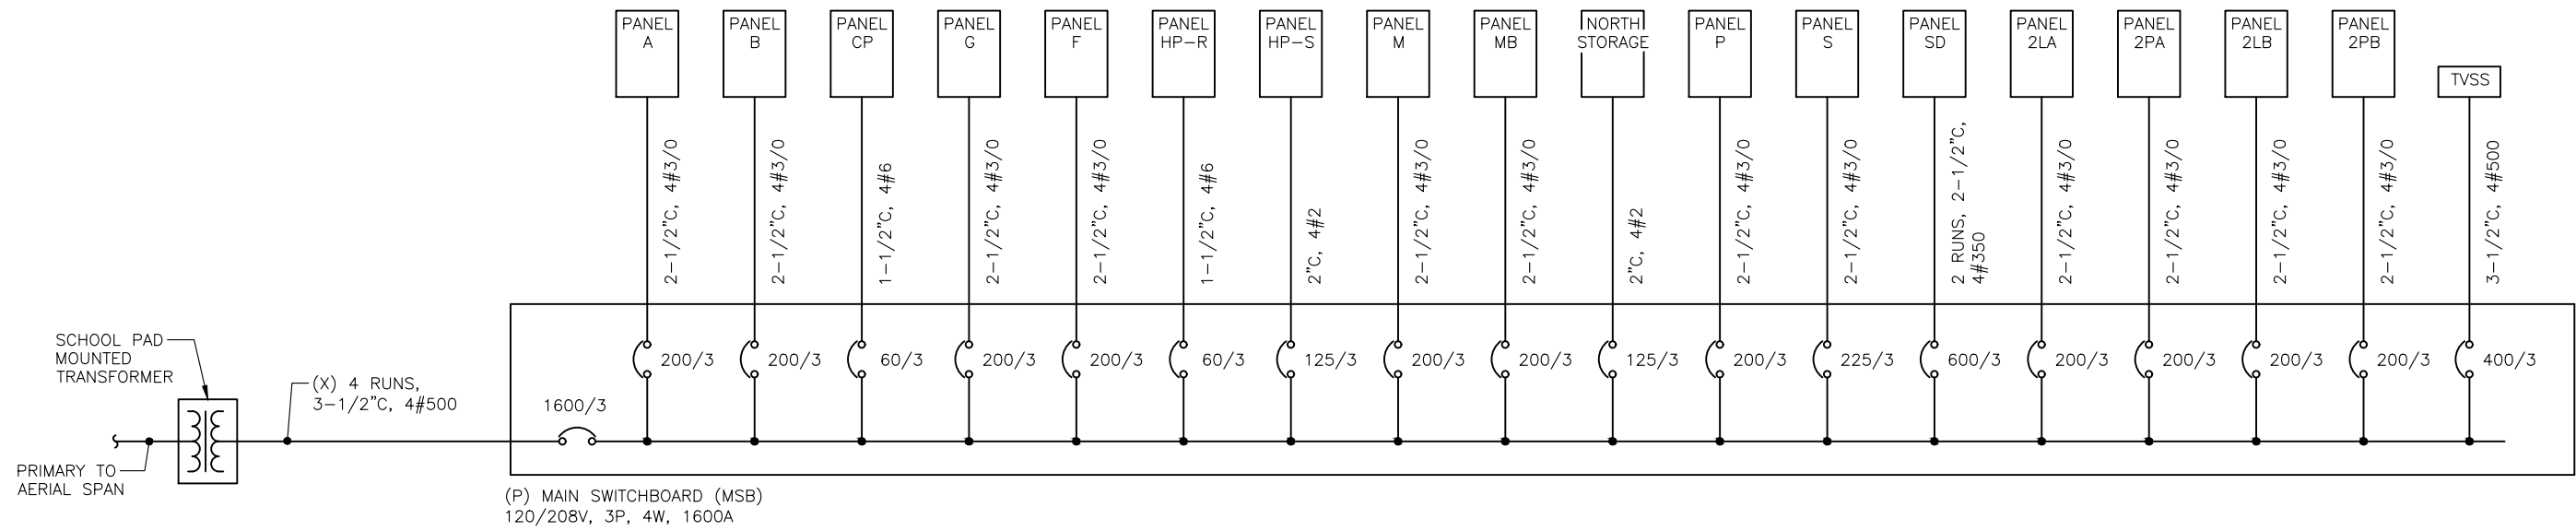 PANEL
A
PANEL
B
PANEL
CP
PANEL
G
PANEL
F
PANEL
HP-R
PANEL
HP-S
PANEL
M
PANEL
MB
NORTH
STORAGE
PANEL
P
PANEL
S
PANEL
SD
PANEL
2LA
PANEL
2PA
PANEL
2LB
PANEL
2PB
TVSS
2-1/2"C, 4#3/0
2-1/2"C, 4#3/0
1-1/2"C, 4#6
2-1/2"C, 4#3/0
2-1/2"C, 4#3/0
1-1/2"C, 4#6
2"C, 4#2
2-1/2"C, 4#3/0
2-1/2"C, 4#3/0
2"C, 4#2
2-1/2"C, 4#3/0
2-1/2"C, 4#3/0
2 RUNS, 2-1/2"C,
4#350
2-1/2"C, 4#3/0
2-1/2"C, 4#3/0
2-1/2"C, 4#3/0
2-1/2"C, 4#3/0
3-1/2"C, 4#500
200/3
200/3
60/3
200/3
200/3
60/3
125/3
200/3
200/3
125/3
200/3
225/3
600/3
200/3
200/3
200/3
200/3
400/3
SCHOOL PAD
MOUNTED
TRANSFORMER
(X) 4 RUNS,
3-1/2"C, 4#500
1600/3
PRIMARY TO
AERIAL SPAN
(P) MAIN SWITCHBOARD (MSB)
120/208V, 3P, 4W, 1600A